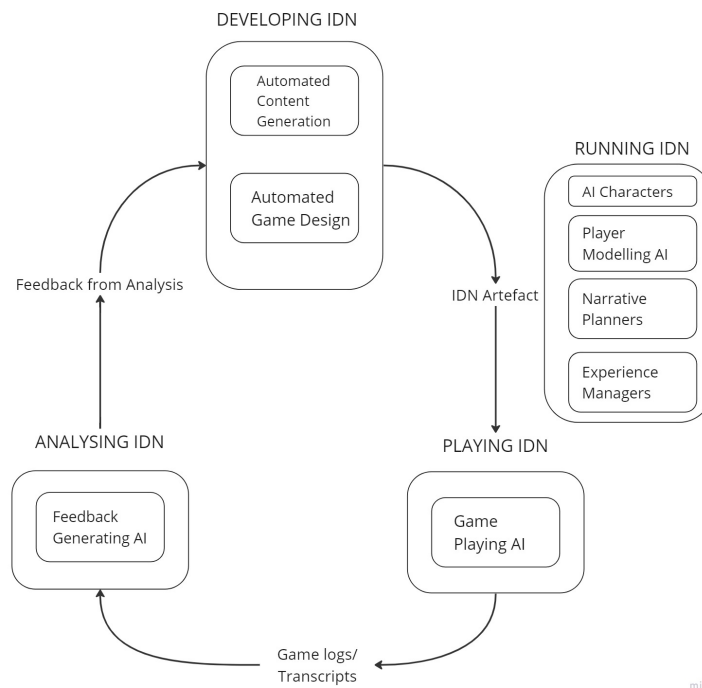 DEVELOPING IDN
Automated
Content
Generation
Automated
Game Design
RUNNING IDN
AI Characters
Player
Modelling AI
Narrative
Planners
Experience
Managers
Feedback from Analysis
IDN Artefact
ANALYSING IDN
Feedback
Generating AI
PLAYING IDN
Game
Playing AI
Game logs/
Transcripts
mi